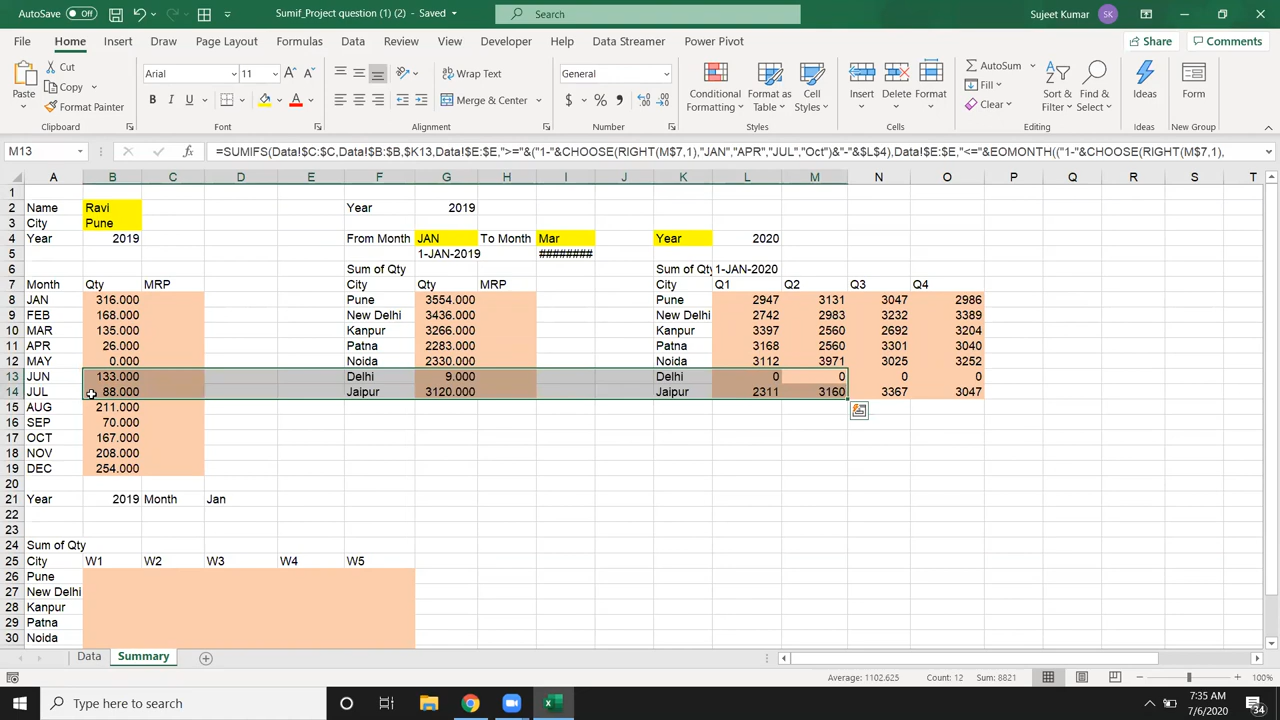 AutoSave Off Sumif_Project question (1) (2) - Saved Search Sujeet Kumar SK
File Home Insert Draw Page Layout Formulas Data Review View Developer Help Data Streamer Power Pivot Share Comments
Paste Cut Copy Format Painter Clipboard
Arial 11 B I U A Font
Wrap Text Merge & Center Alignment
General $ % Number
Conditional Formatting Format as Table Cell Styles Styles
Insert Delete Format Cells
AutoSum Fill Clear Sort & Filter Find & Select Editing
Ideas Ideas
Form New Group
M13 fx =SUMIFS(Data!$C:$C,Data!$B:$B,$K13,Data!$E:$E,">="&("1-"&CHOOSE(RIGHT(M$7,1),"JAN","APR","JUL","Oct")&"-"&$L$4),Data!$E:$E,"<="&EOMONTH(("1-"&CHOOSE(RIGHT(M$7,1),
A B C D E F G H I J K L M N O P Q R S T
1
2 Name Ravi Year 2019
3 City Pune
4 Year 2019 From Month JAN To Month Mar Year 2020
5 1-JAN-2019 ########
6 Sum of Qty Sum of Qty 1-JAN-2020
7 Month Qty MRP City Qty MRP City Q1 Q2 Q3 Q4
8 JAN 316.000 Pune 3554.000 Pune 2947 3131 3047 2986
9 FEB 168.000 New Delhi 3436.000 New Delhi 2742 2983 3232 3389
10 MAR 135.000 Kanpur 3266.000 Kanpur 3397 2560 2692 3204
11 APR 26.000 Patna 2283.000 Patna 3168 2560 3301 3040
12 MAY 0.000 Noida 2330.000 Noida 3112 3971 3025 3252
13 JUN 133.000 Delhi 9.000 Delhi 0 0 0 0
14 JUL 88.000 Jaipur 3120.000 Jaipur 2311 3160 3367 3047
15 AUG 211.000
16 SEP 70.000
17 OCT 167.000
18 NOV 208.000
19 DEC 254.000
20
21 Year 2019 Month Jan
22
23
24 Sum of Qty
25 City W1 W2 W3 W4 W5
26 Pune
27 New Delhi
28 Kanpur
29 Patna
30 Noida
Data Summary
Average: 1102.625 Count: 12 Sum: 8821 100%
Type here to search 7:35 AM
7/6/2020 34